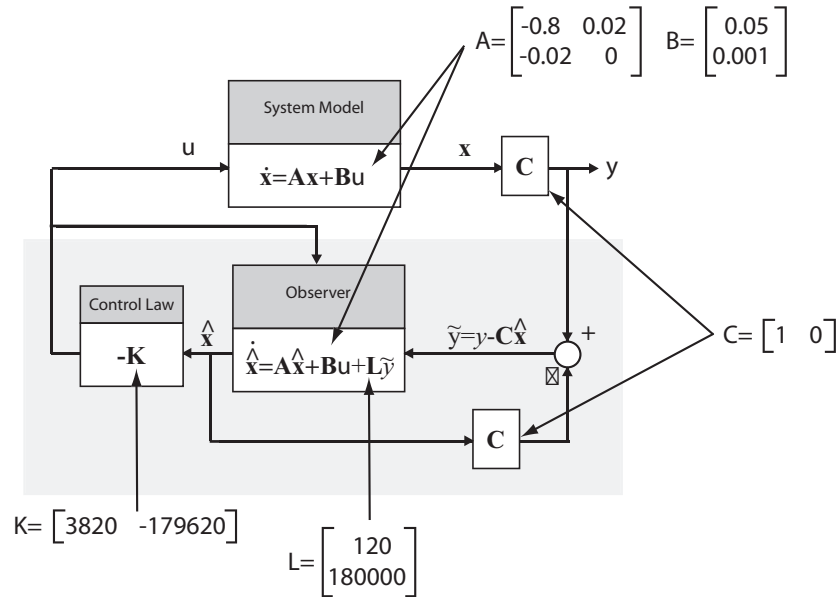 A= [-0.8 0.02
-0.02 0]
B= [0.05
0.001]
System Model
u
ẋ=Ax+Bu
x
C
y
Control Law
-K
x̂
Observer
x̂̇=Ax̂+Bu+Lỹ
ỹ=y-Cx̂
+
C
C= [1 0]
K= [3820 -179620]
L= [120
180000]